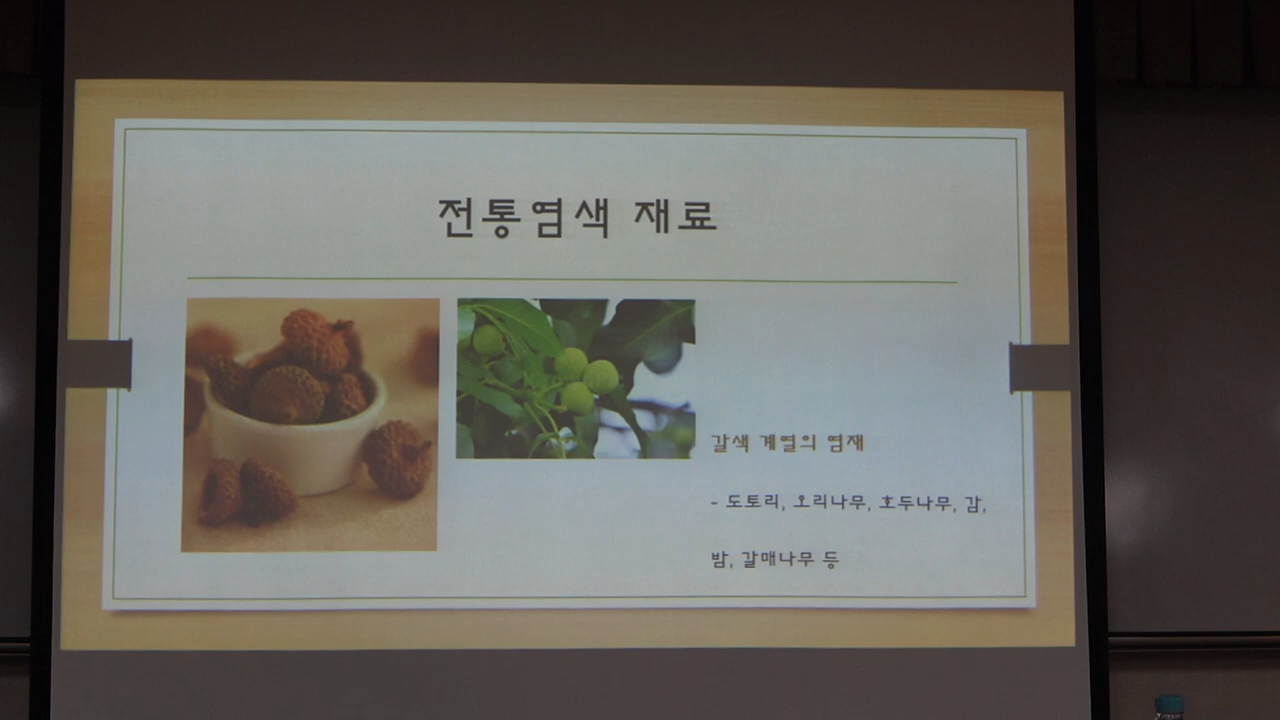 전통염색 재료
갈색 계열의 염재
- 도토리, 오리나무, 호두나무, 감,
밤, 갈매나무 등